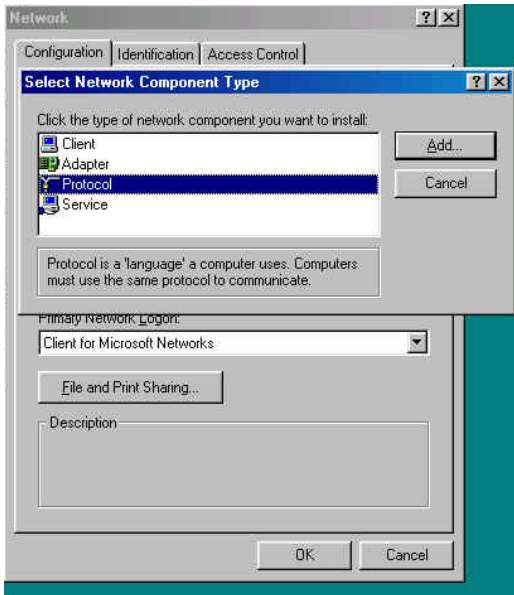 Network
Configuration Identification Access Control
Select Network Component Type
Click the type of network component you want to install:
Client
Adapter
Protocol
Service
Add...
Cancel
Protocol is a 'language' a computer uses. Computers
must use the same protocol to communicate.
Primary Network Logon:
Client for Microsoft Networks
File and Print Sharing...
Description
OK Cancel